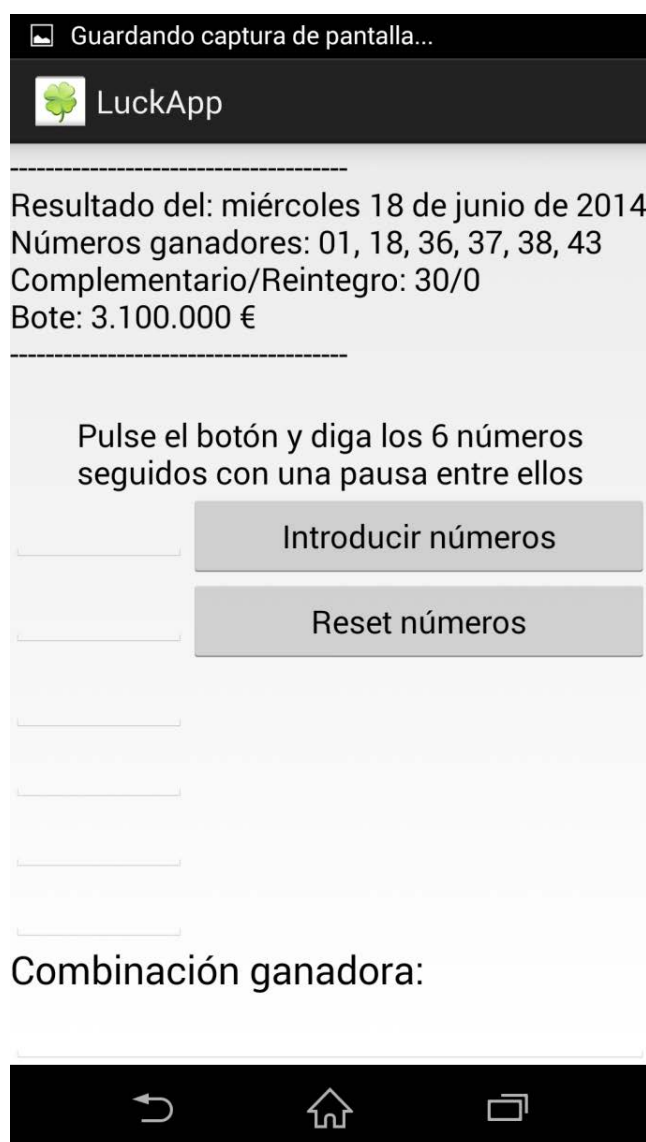 Guardando captura de pantalla...
LuckApp
--------------------------------------
Resultado del: miércoles 18 de junio de 2014
Números ganadores: 01, 18, 36, 37, 38, 43
Complementario/Reintegro: 30/0
Bote: 3.100.000 €
--------------------------------------
Pulse el botón y diga los 6 números
seguidos con una pausa entre ellos
Introducir números
Reset números
Combinación ganadora: